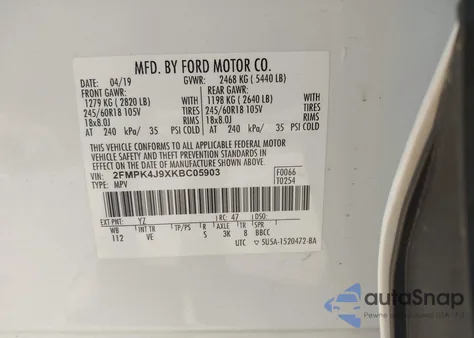 MFD. BY FORD MOTOR CO.
DATE: 04/19 GVWR: 2468 KG ( 5440 LB)
FRONT GAWR: REAR GAWR:
1279 KG ( 2820 LB) WITH 1198 KG ( 2640 LB) WITH
245/60R18 105V TIRES 245/60R18 105V TIRES
18x8.0J RIMS 18x8.0J RIMS
AT 240 kPa/ 35 PSI COLD AT 240 kPa/ 35 PSI COLD
THIS VEHICLE CONFORMS TO ALL APPLICABLE FEDERAL MOTOR
VEHICLE SAFETY AND THEFT PREVENTION STANDARDS IN
EFFECT ON THE DATE OF MANUFACTURE SHOWN ABOVE.
VIN: 2FMPK4J9XKBC05903 F0066
TYPE: MPV T0254
EXT PNT: YZ RC: 47 DSO:
WB INT TR TP/PS R AXLE TR SPR
112 VE S 3K 8 BBCC
UTC ▽ 5U5A-1520472-BA
autoSnap